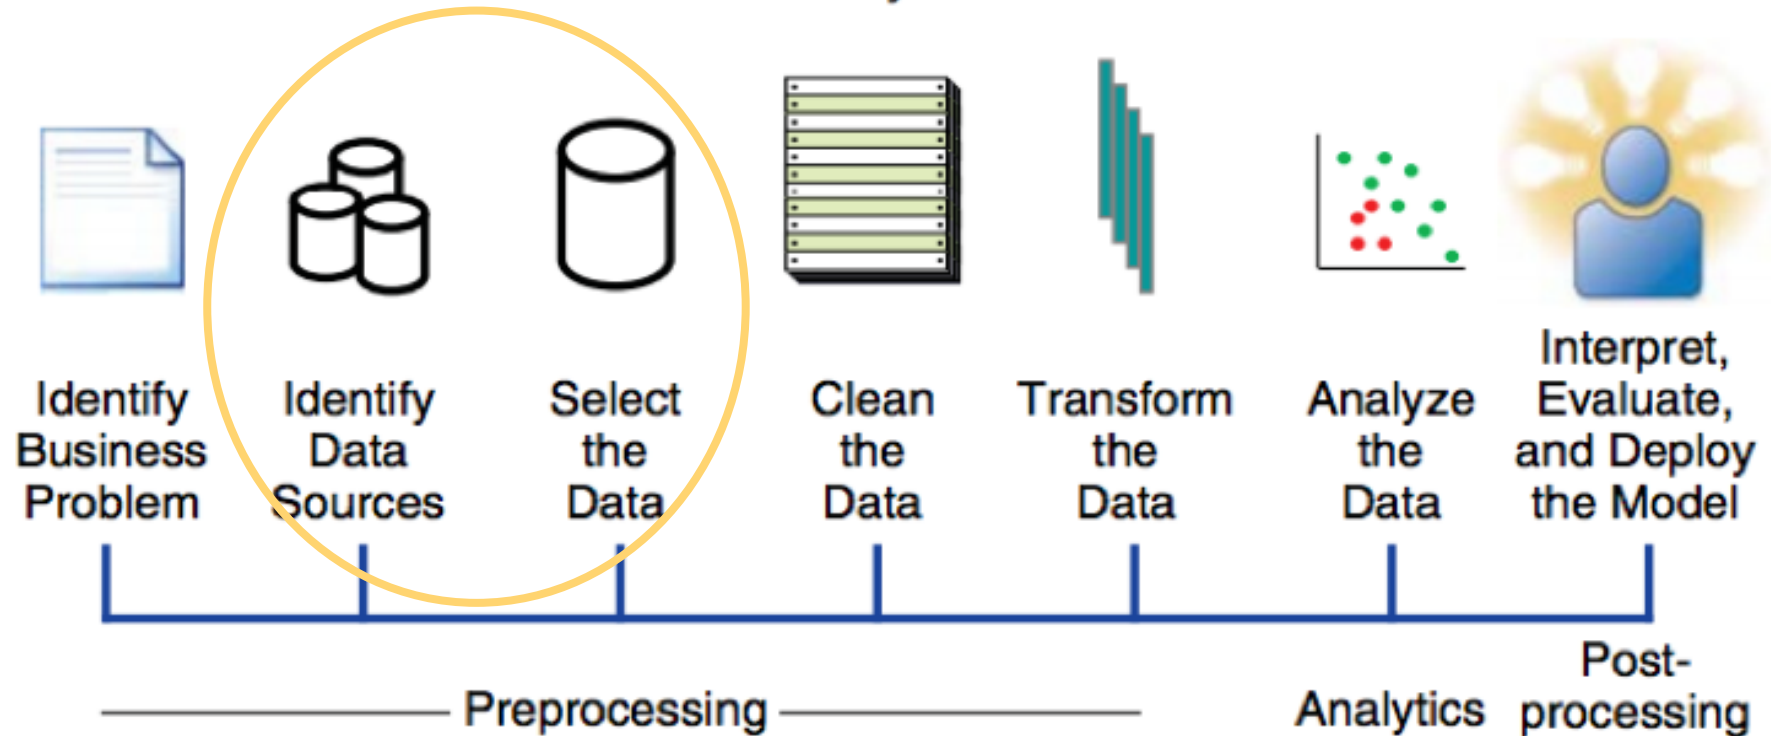 Identify
Business
Problem
Identify
Data
Sources
Select
the
Data
Clean
the
Data
Transform
the
Data
Analyze
the
Data
Interpret,
Evaluate,
and Deploy
the Model
Preprocessing
Analytics
Post-
processing